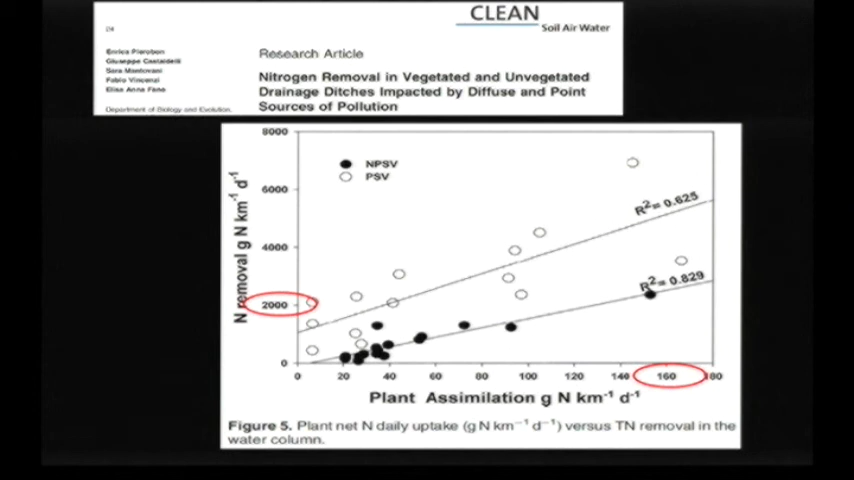 CLEAN
Soil Air Water
24
Enrica Pierobon
Giuseppe Castaldelli
Sara Mantovani
Fabio Vincenzi
Elisa Anna Fano
Department of Biology and Evolution,
Research Article
Nitrogen Removal in Vegetated and Unvegetated
Drainage Ditches Impacted by Diffuse and Point
Sources of Pollution
8000
6000
4000
2000
0
N removal g N km⁻¹ d⁻¹
NPSV
PSV
R²= 0.625
R²= 0.829
0 20 40 60 80 100 120 140 160 180
Plant Assimilation g N km⁻¹ d⁻¹
Figure 5. Plant net N daily uptake (g N km⁻¹ d⁻¹) versus TN removal in the
water column.